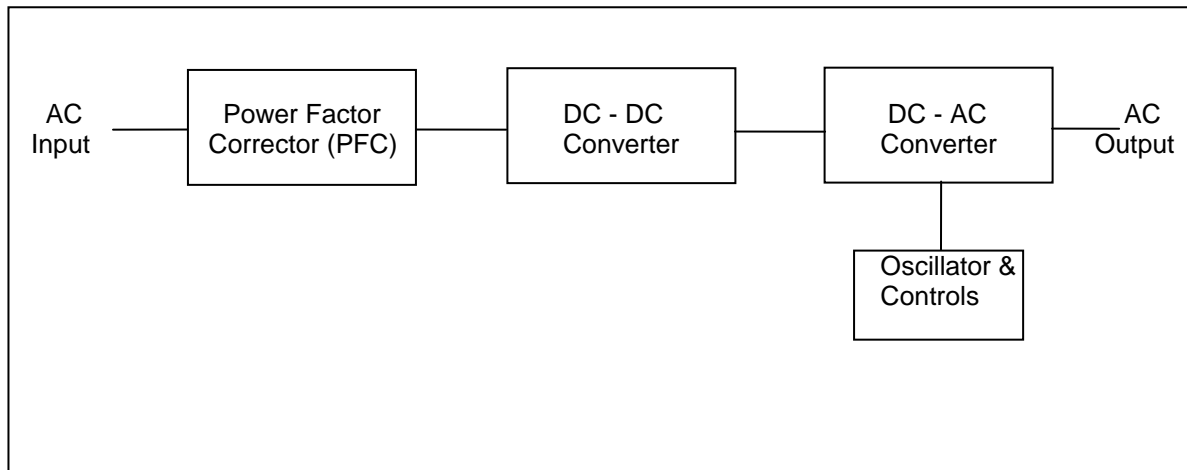 AC
Input
Power Factor
Corrector (PFC)
DC - DC
Converter
DC - AC
Converter
AC
Output
Oscillator &
Controls